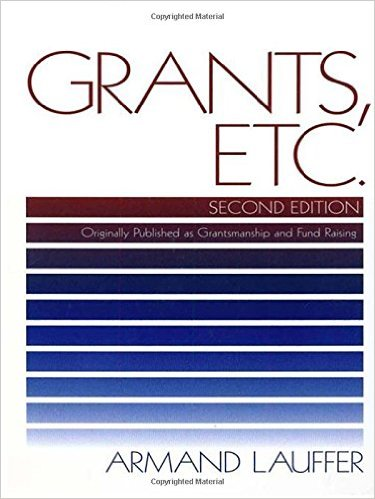 Copyrighted Material
GRANTS,
ETC.
SECOND EDITION
Originally Published as Grantsmanship and Fund Raising
ARMAND LAUFFER
Copyrighted Material